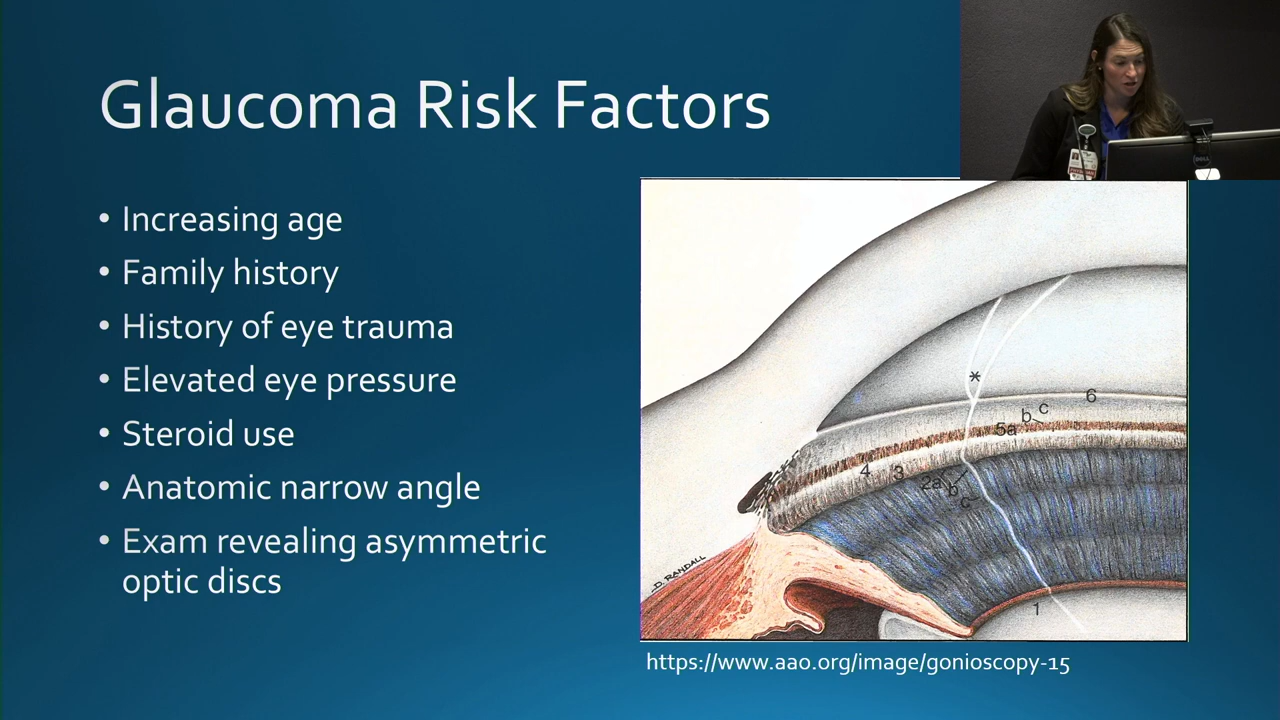 Glaucoma Risk Factors
• Increasing age
• Family history
• History of eye trauma
• Elevated eye pressure
• Steroid use
• Anatomic narrow angle
• Exam revealing asymmetric
optic discs
*
6
c
b
5a
4
3
2a
b
c
1
D. RANDALL
https://www.aao.org/image/gonioscopy-15
DELL